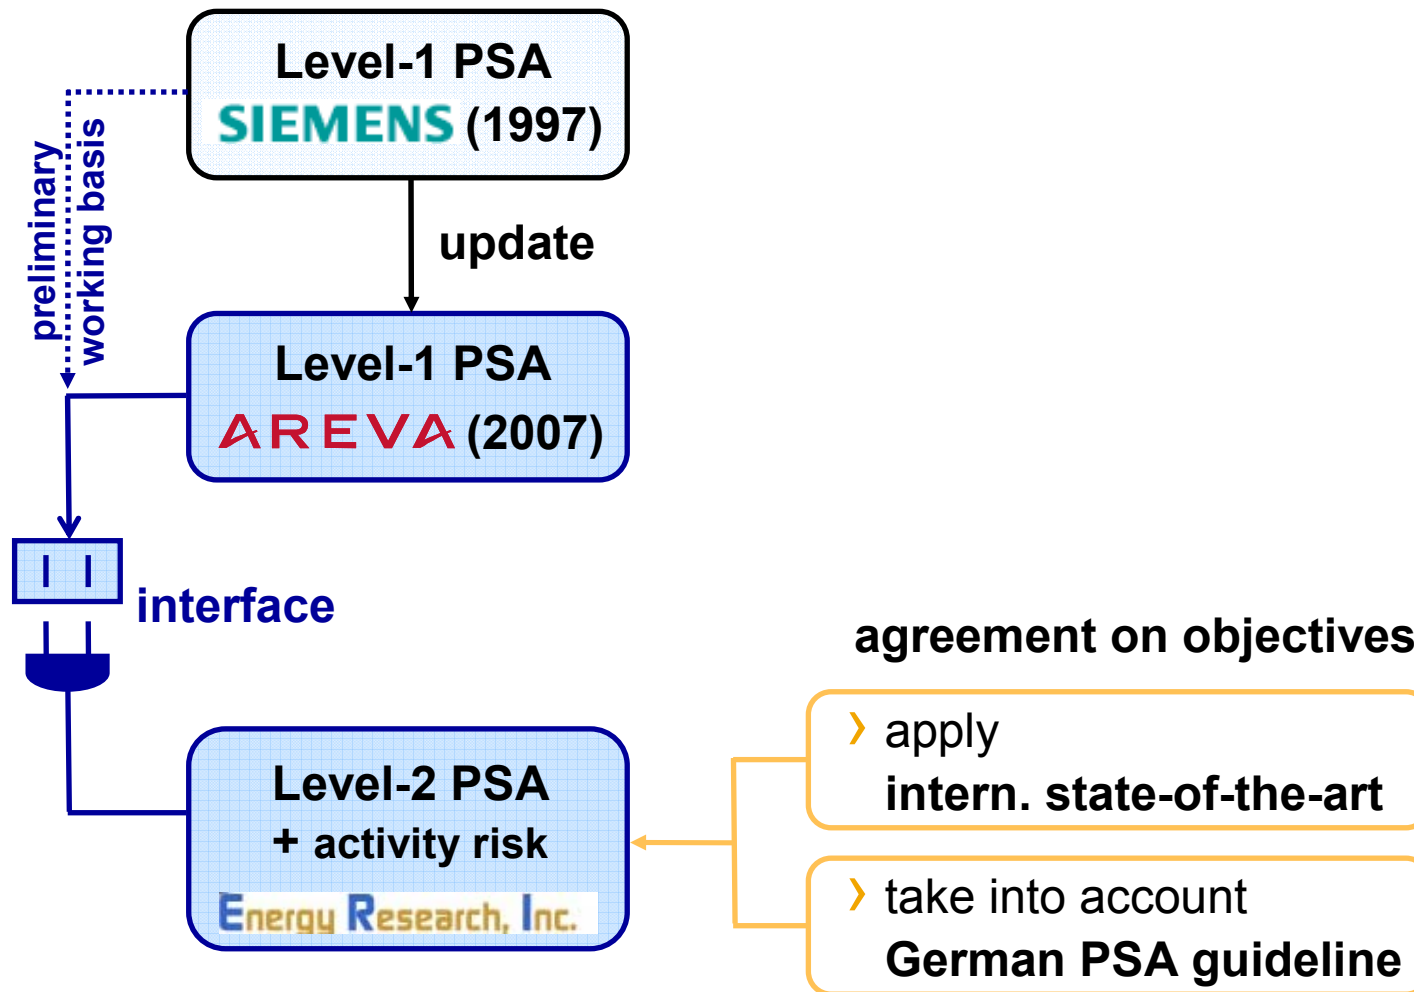 Level-1 PSA
SIEMENS (1997)
preliminary
working basis
update
Level-1 PSA
AREVA (2007)
interface
agreement on objectives
Level-2 PSA
+ activity risk
Energy Research, Inc.
› apply
intern. state-of-the-art
› take into account
German PSA guideline